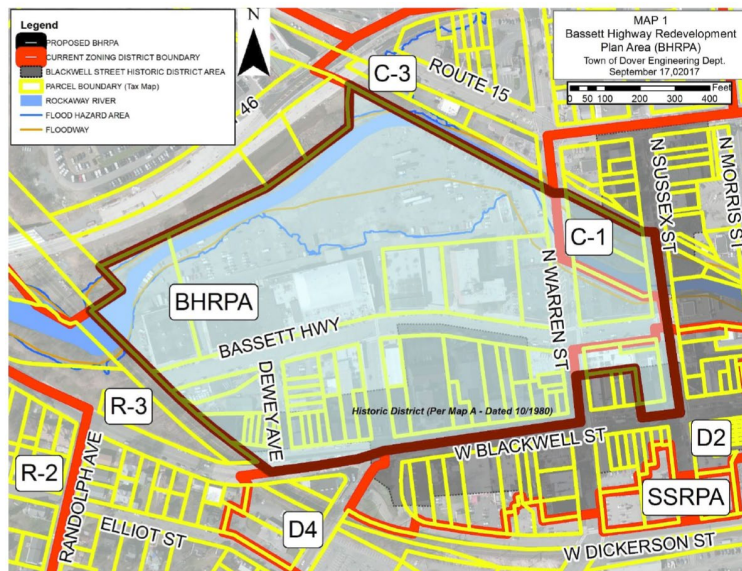 Legend
PROPOSED BHRPA
CURRENT ZONING DISTRICT BOUNDARY
BLACKWELL STREET HISTORIC DISTRICT AREA
PARCEL BOUNDARY (Tax Map)
ROCKAWAY RIVER
FLOOD HAZARD AREA
FLOODWAY
N
MAP 1
Bassett Highway Redevelopment
Plan Area (BHRPA)
Town of Dover Engineering Dept.
September 17,02017
Feet
0 50 100 200 300 400
C-3
ROUTE 15
46
N SUSSEX ST
N MORRIS ST
C-1
N WARREN ST
BHRPA
BASSETT HWY
DEWEY AVE
Historic District (Per Map A - Dated 10/1980)
R-3
W BLACKWELL ST
D2
R-2
RANDOLPH AVE
SSRPA
ELLIOT ST
D4
W DICKERSON ST